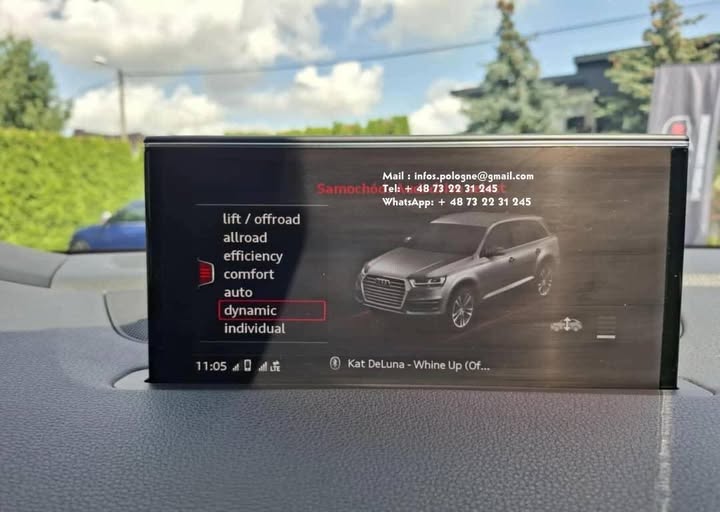 Mail : infos.pologne@gmail.com
Tel: + 48 73 22 31 245
WhatsApp: + 48 73 22 31 245
lift / offroad
allroad
efficiency
comfort
auto
dynamic
individual
11:05
LTE
Kat DeLuna - Whine Up (Of...